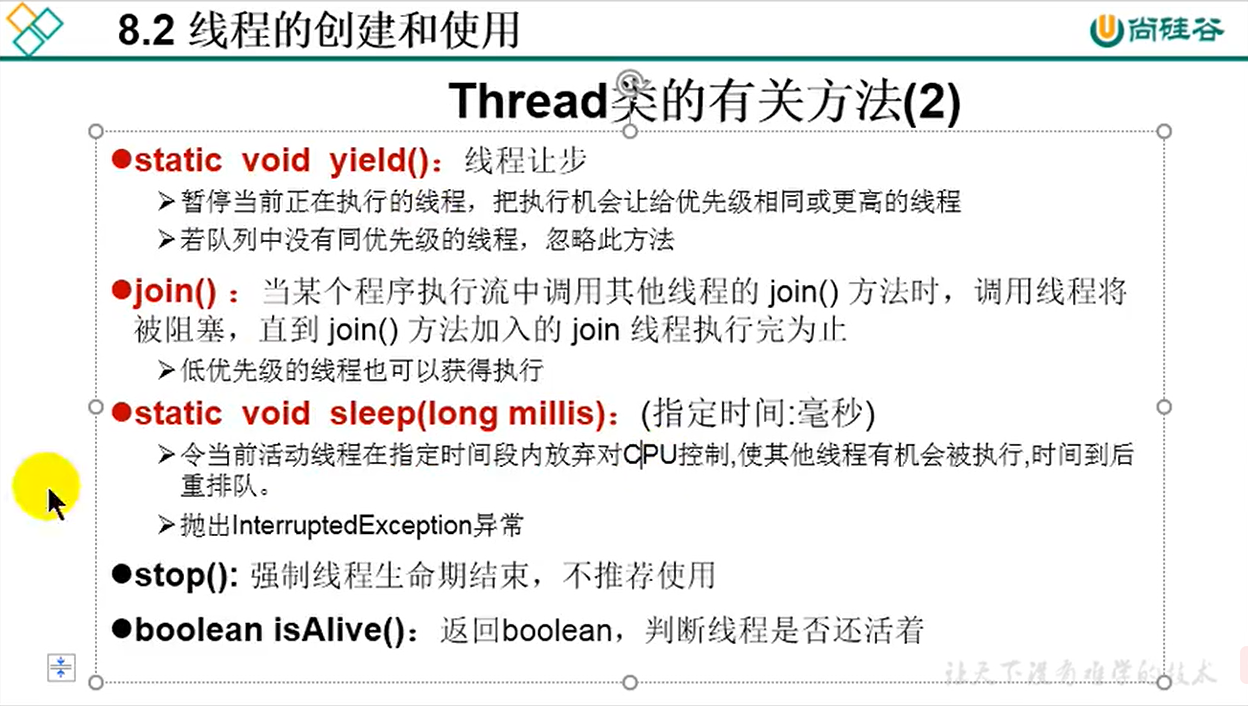 8.2 线程的创建和使用
尚硅谷
Thread类的有关方法(2)
●static void yield()：线程让步
➢暂停当前正在执行的线程，把执行机会让给优先级相同或更高的线程
➢若队列中没有同优先级的线程，忽略此方法
●join() ：当某个程序执行流中调用其他线程的 join() 方法时，调用线程将
被阻塞，直到 join() 方法加入的 join 线程执行完为止
➢低优先级的线程也可以获得执行
●static void sleep(long millis)：(指定时间:毫秒)
➢令当前活动线程在指定时间段内放弃对CPU控制,使其他线程有机会被执行,时间到后
重排队。
➢抛出InterruptedException异常
●stop(): 强制线程生命期结束，不推荐使用
●boolean isAlive()：返回boolean，判断线程是否还活着
让天下没有难学的技术